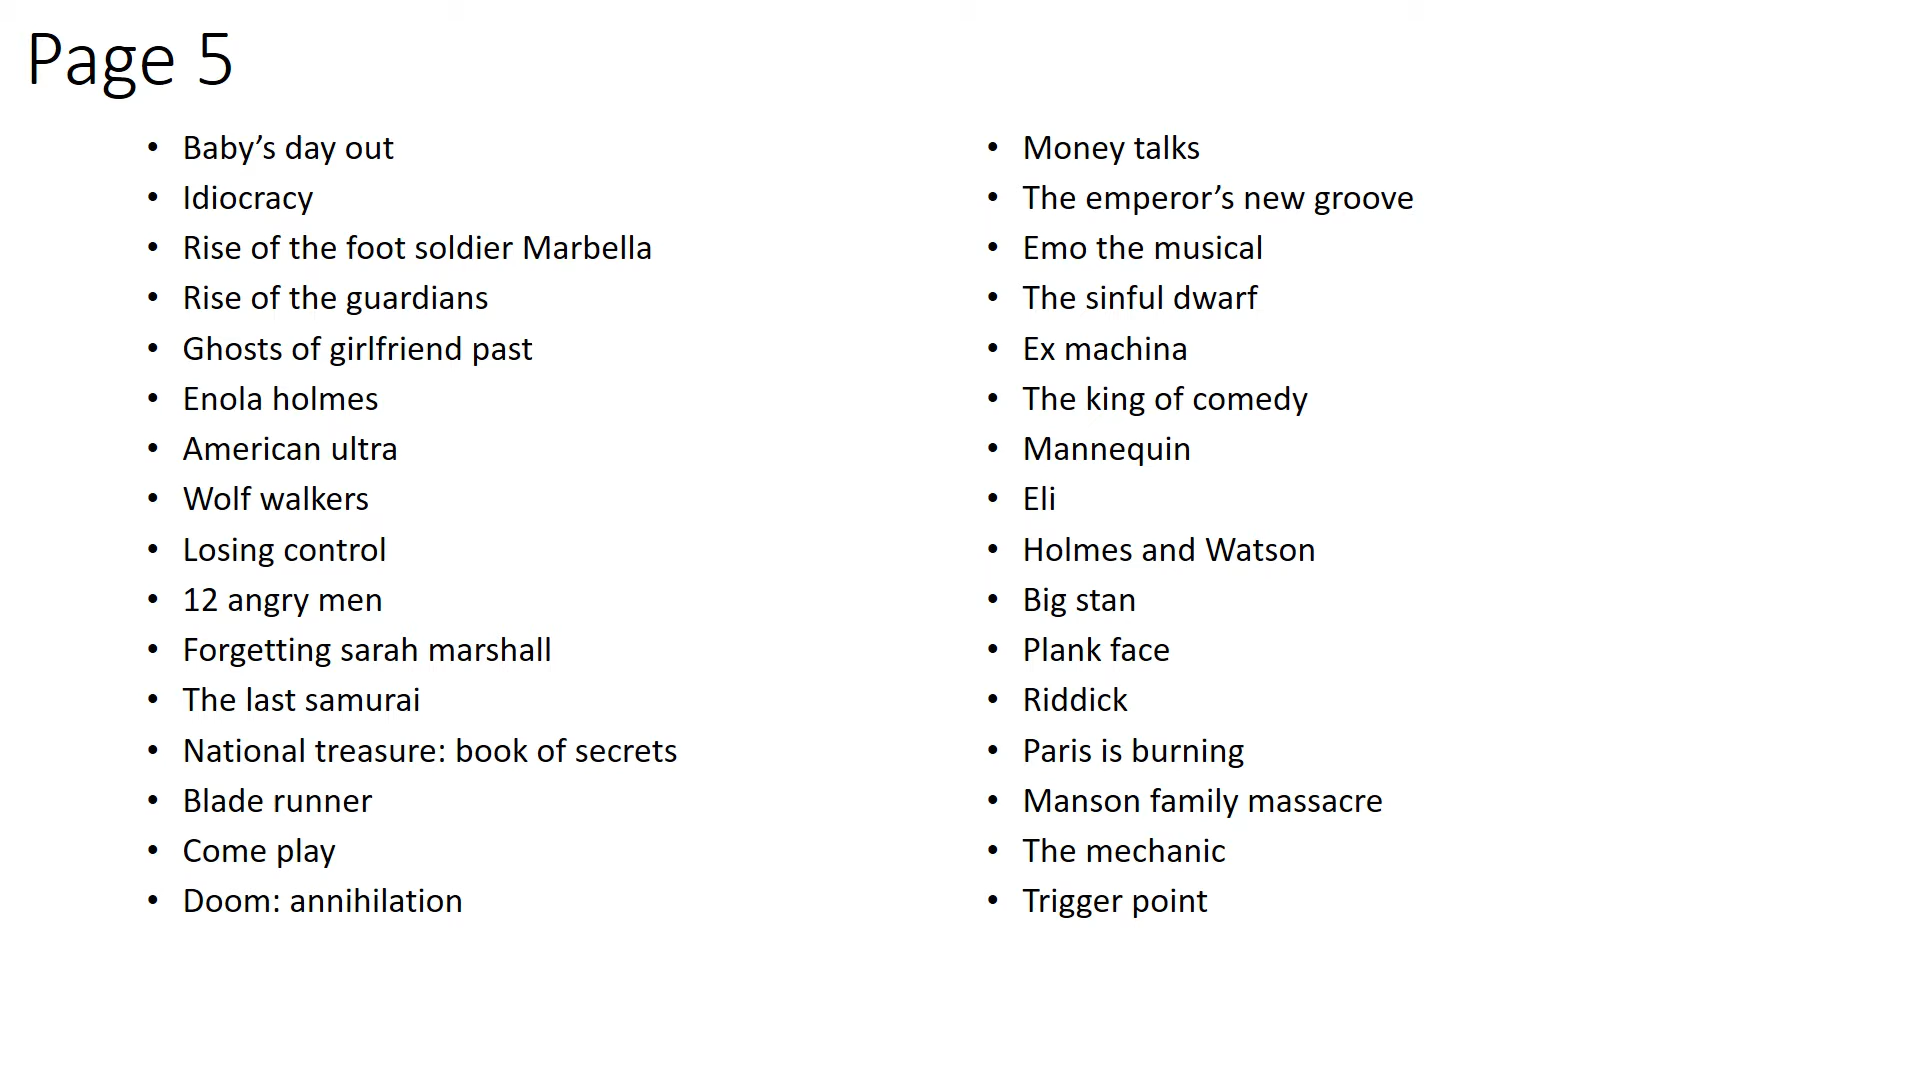 Page 5
• Baby’s day out
• Idiocracy
• Rise of the foot soldier Marbella
• Rise of the guardians
• Ghosts of girlfriend past
• Enola holmes
• American ultra
• Wolf walkers
• Losing control
• 12 angry men
• Forgetting sarah marshall
• The last samurai
• National treasure: book of secrets
• Blade runner
• Come play
• Doom: annihilation
• Money talks
• The emperor’s new groove
• Emo the musical
• The sinful dwarf
• Ex machina
• The king of comedy
• Mannequin
• Eli
• Holmes and Watson
• Big stan
• Plank face
• Riddick
• Paris is burning
• Manson family massacre
• The mechanic
• Trigger point